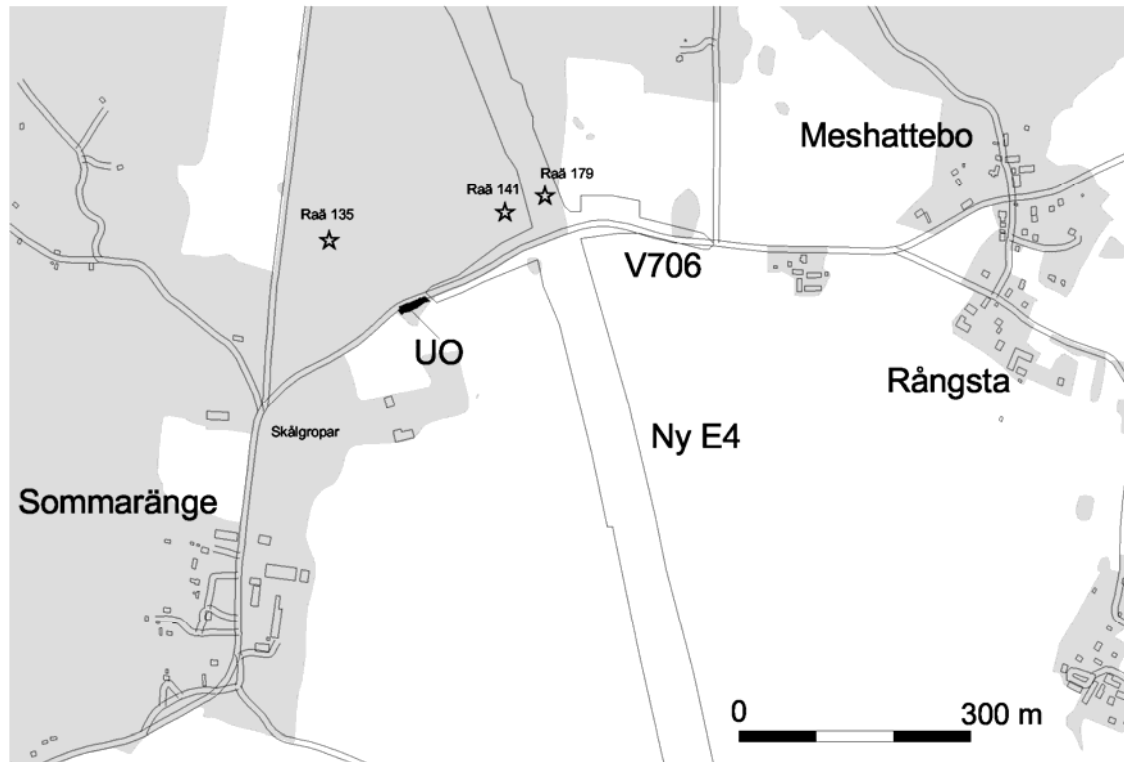 Meshattebo
Raä 179
Raä 141
Raä 135
V706
UO
Rångsta
Skålgropar
Ny E4
Sommaränge
0
300 m